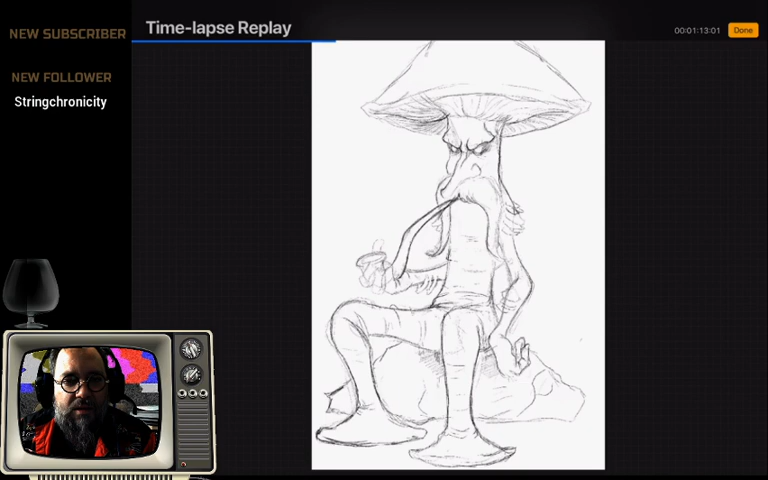 NEW SUBSCRIBER
Time-lapse Replay
00:01:13:01
Done
NEW FOLLOWER
Stringchronicity